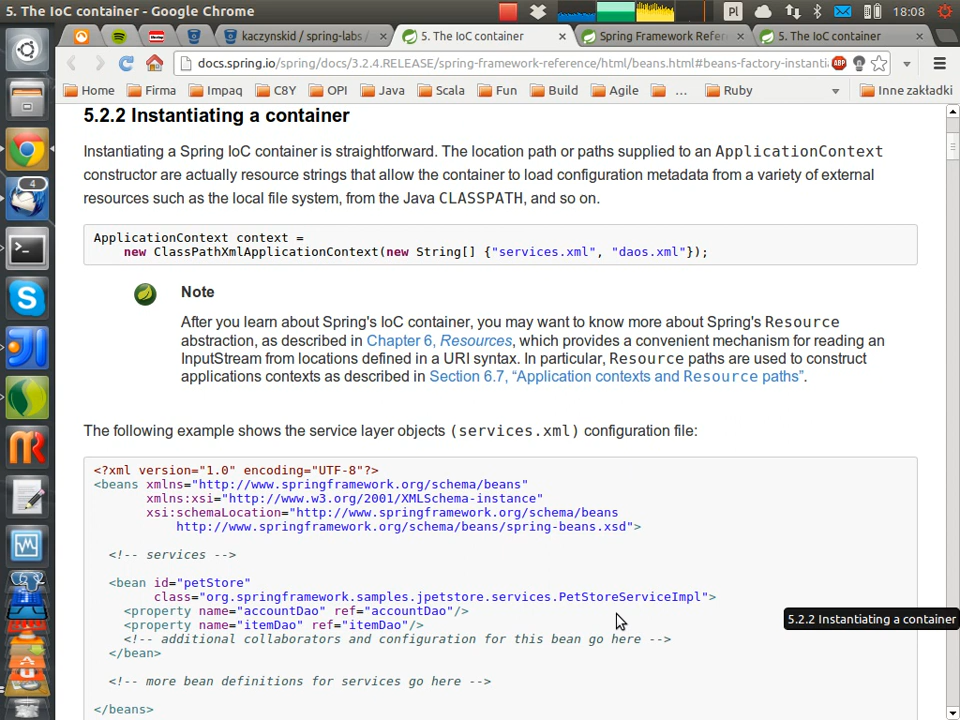 5. The IoC container - Google Chrome
Pl
18:08
kaczynskid / spring-labs /
5. The IoC container
Spring Framework Refer
5. The IoC container
docs.spring.io/spring/docs/3.2.4.RELEASE/spring-framework-reference/html/beans.html#beans-factory-instanti
ABP
Home Firma Impaq C8Y OPI Java Scala Fun Build Agile ... Ruby Inne zakładki
4
5.2.2 Instantiating a container
Instantiating a Spring IoC container is straightforward. The location path or paths supplied to an ApplicationContext
constructor are actually resource strings that allow the container to load configuration metadata from a variety of external
resources such as the local file system, from the Java CLASSPATH, and so on.
ApplicationContext context =
    new ClassPathXmlApplicationContext(new String[] {"services.xml", "daos.xml"});
Note
After you learn about Spring's IoC container, you may want to know more about Spring's Resource
abstraction, as described in Chapter 6, Resources, which provides a convenient mechanism for reading an
InputStream from locations defined in a URI syntax. In particular, Resource paths are used to construct
applications contexts as described in Section 6.7, “Application contexts and Resource paths”.
The following example shows the service layer objects (services.xml) configuration file:
<?xml version="1.0" encoding="UTF-8"?>
<beans xmlns="http://www.springframework.org/schema/beans"
       xmlns:xsi="http://www.w3.org/2001/XMLSchema-instance"
       xsi:schemaLocation="http://www.springframework.org/schema/beans
           http://www.springframework.org/schema/beans/spring-beans.xsd">
  <!-- services -->
  <bean id="petStore"
        class="org.springframework.samples.jpetstore.services.PetStoreServiceImpl">
    <property name="accountDao" ref="accountDao"/>
    <property name="itemDao" ref="itemDao"/>
    <!-- additional collaborators and configuration for this bean go here -->
  </bean>
  <!-- more bean definitions for services go here -->
</beans>
5.2.2 Instantiating a container